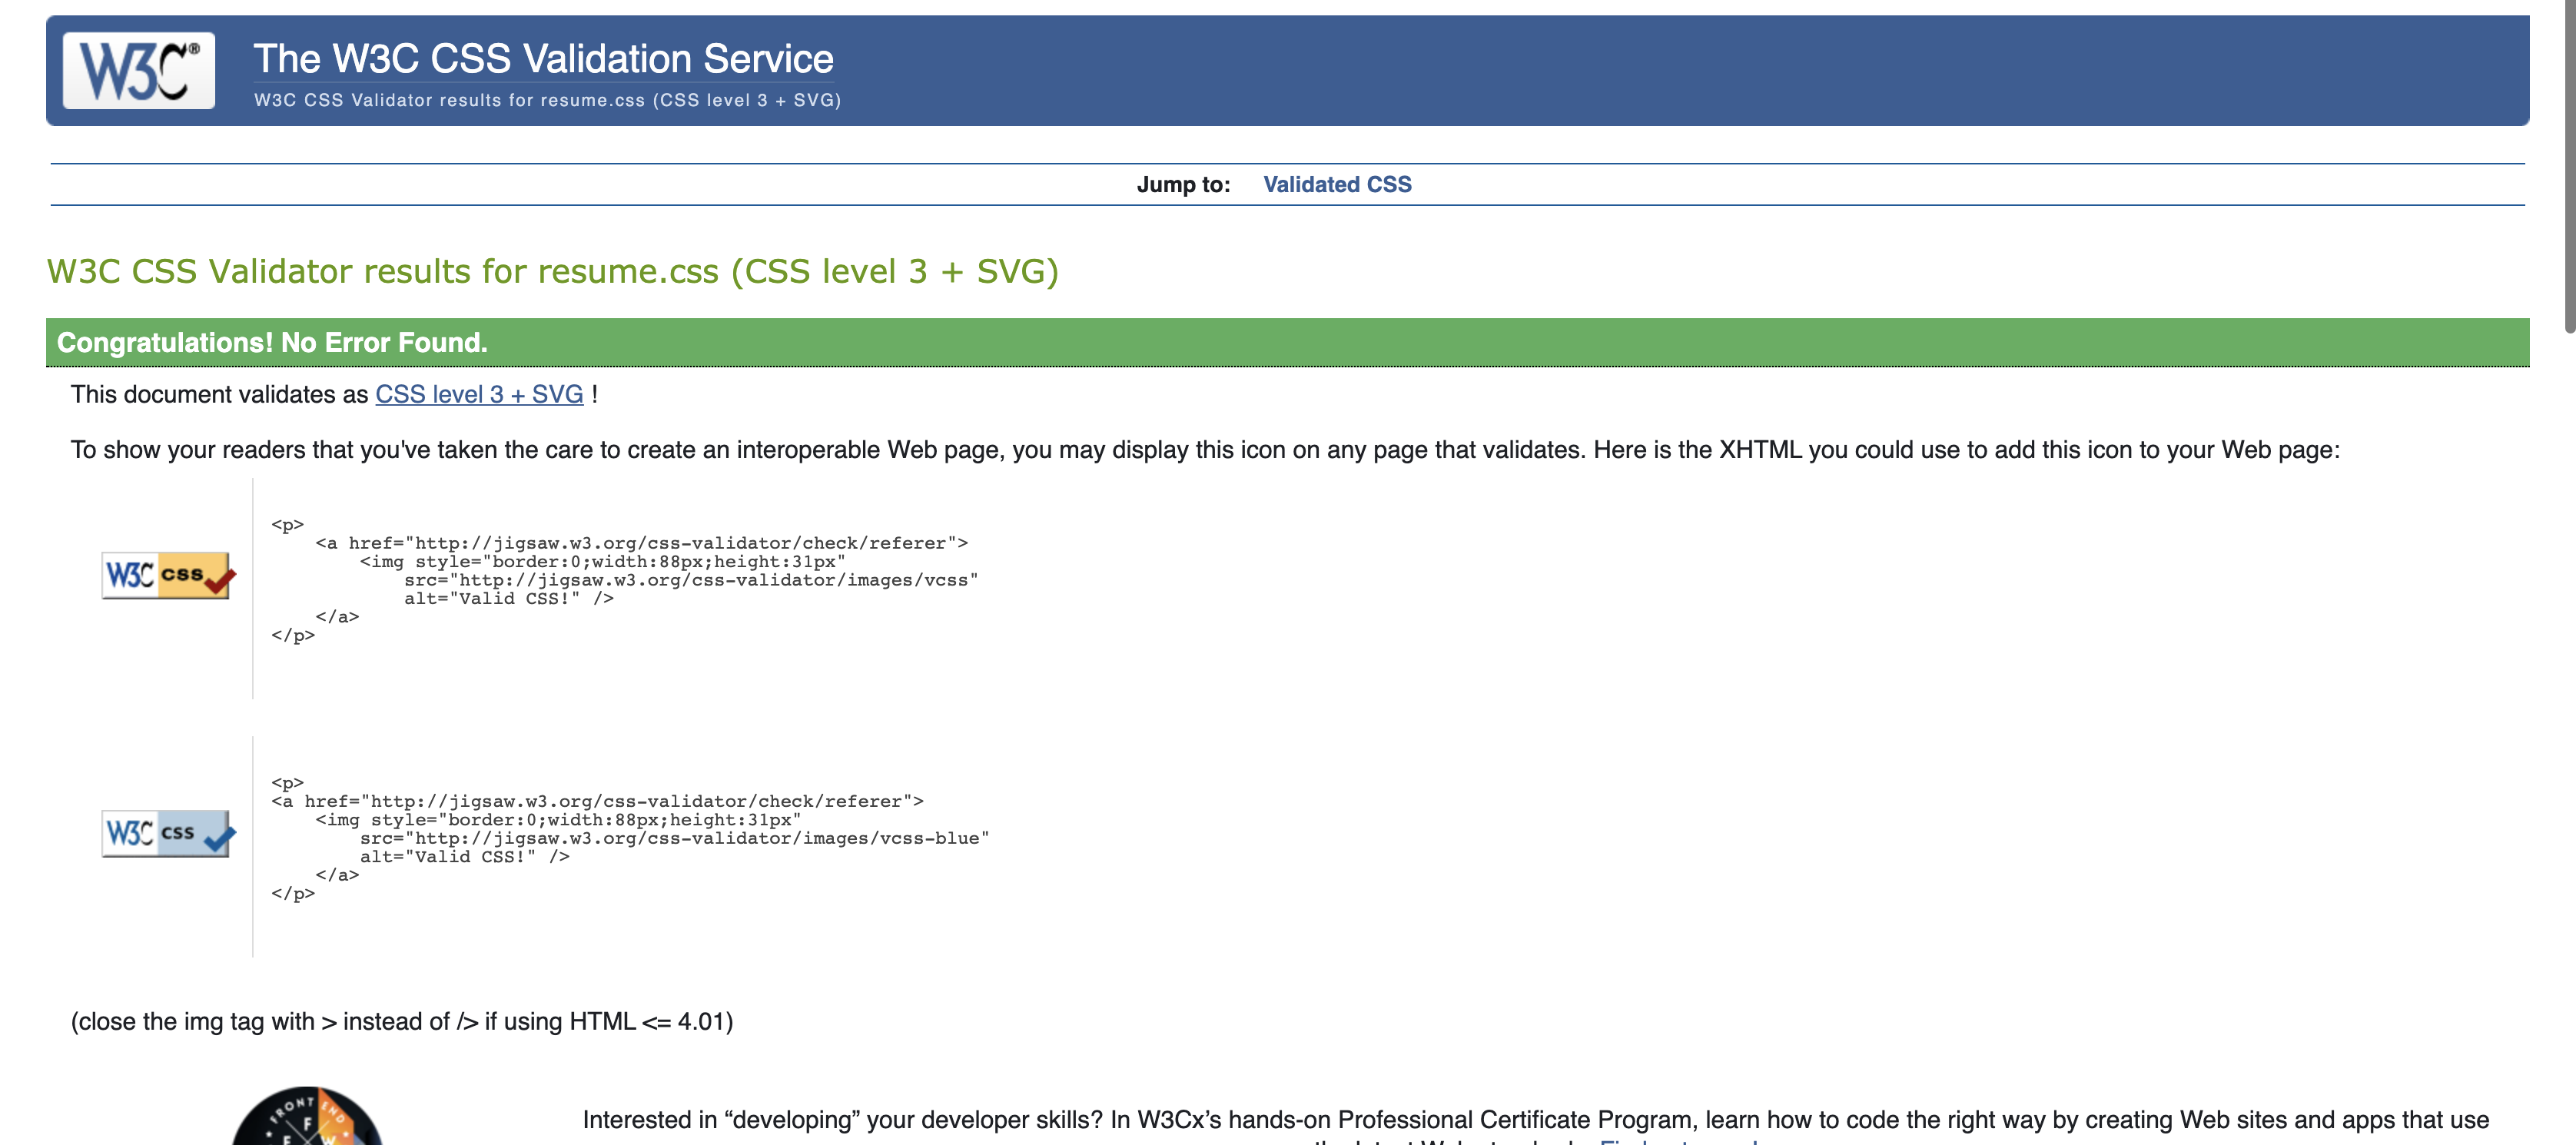 W3C®
The W3C CSS Validation Service
W3C CSS Validator results for resume.css (CSS level 3 + SVG)
Jump to: Validated CSS
W3C CSS Validator results for resume.css (CSS level 3 + SVG)
Congratulations! No Error Found.
This document validates as CSS level 3 + SVG !
To show your readers that you've taken the care to create an interoperable Web page, you may display this icon on any page that validates. Here is the XHTML you could use to add this icon to your Web page:
W3C css
<p>
<a href="http://jigsaw.w3.org/css-validator/check/referer">
<img style="border:0;width:88px;height:31px"
src="http://jigsaw.w3.org/css-validator/images/vcss"
alt="Valid CSS!" />
</a>
</p>
W3C css
<p>
<a href="http://jigsaw.w3.org/css-validator/check/referer">
<img style="border:0;width:88px;height:31px"
src="http://jigsaw.w3.org/css-validator/images/vcss-blue"
alt="Valid CSS!" />
</a>
</p>
(close the img tag with > instead of /> if using HTML <= 4.01)
FRONT END
F
Interested in “developing” your developer skills? In W3Cx’s hands-on Professional Certificate Program, learn how to code the right way by creating Web sites and apps that use